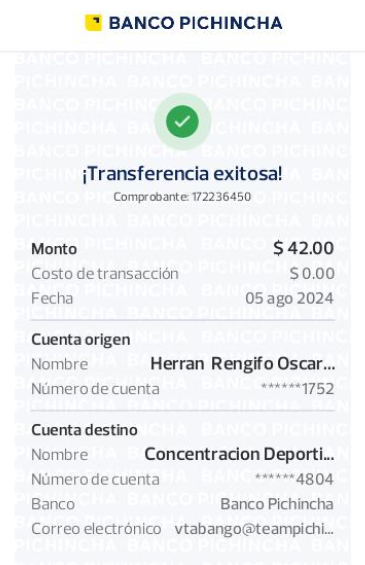 BANCO PICHINCHA
¡Transferencia exitosa!
Comprobante: 172236450
Monto $ 42.00
Costo de transacción $ 0.00
Fecha 05 ago 2024
Cuenta origen
Nombre Herran Rengifo Oscar...
Número de cuenta ******1752
Cuenta destino
Nombre Concentracion Deporti...
Número de cuenta ******4804
Banco Banco Pichincha
Correo electrónico vtabango@teampichi...